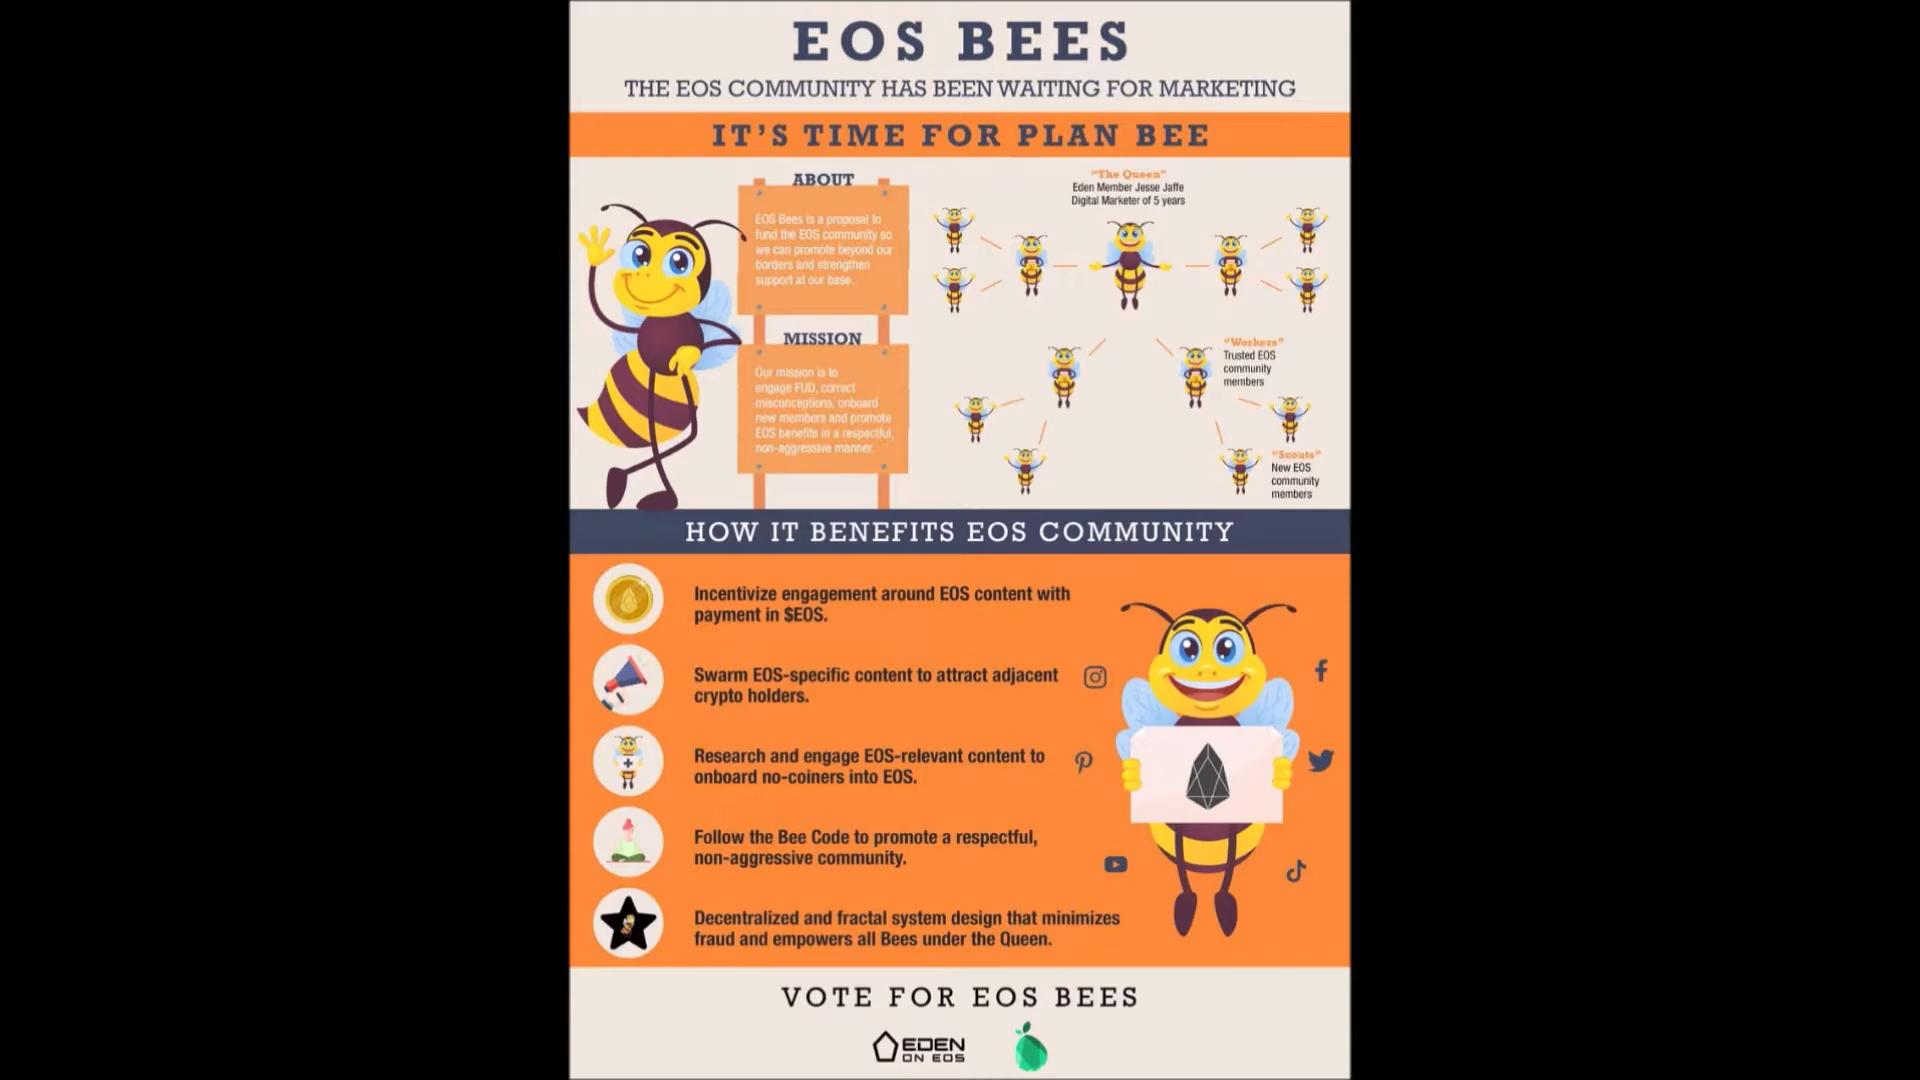 EOS BEES
THE EOS COMMUNITY HAS BEEN WAITING FOR MARKETING
IT'S TIME FOR PLAN BEE
ABOUT
EOS Bees is a proposal to
fund the EOS community so
we can promote beyond our
borders and strengthen
support at our base.
MISSION
Our mission is to
engage FUD, correct
misconceptions, onboard
new members and promote
EOS benefits in a respectful,
non-aggressive manner.
"The Queen"
Eden Member Jesse Jaffe
Digital Marketer of 5 years
"Workers"
Trusted EOS
community
members
"Scouts"
New EOS
community
members
HOW IT BENEFITS EOS COMMUNITY
Incentivize engagement around EOS content with
payment in $EOS.
Swarm EOS-specific content to attract adjacent
crypto holders.
Research and engage EOS-relevant content to
onboard no-coiners into EOS.
Follow the Bee Code to promote a respectful,
non-aggressive community.
Decentralized and fractal system design that minimizes
fraud and empowers all Bees under the Queen.
VOTE FOR EOS BEES
EDEN
ON EOS